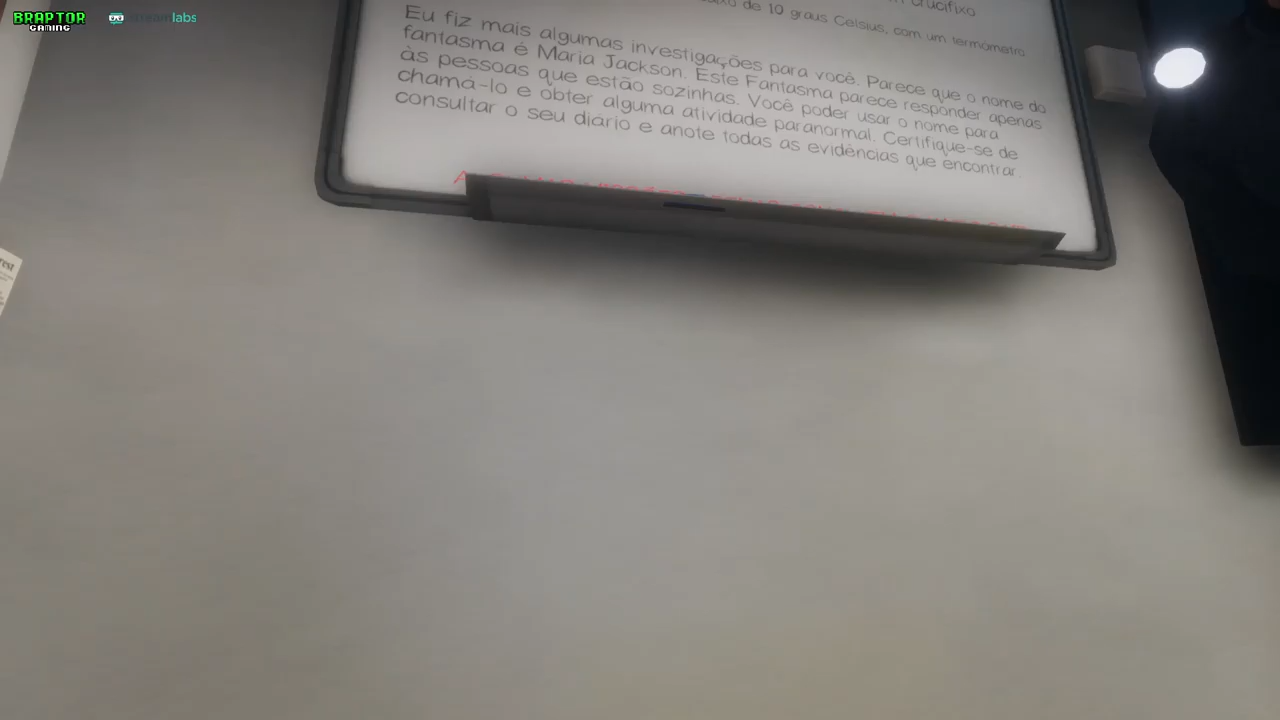 BRAPTOR
GAMING
streamlabs
crucifixo
de 10 graus Celsius, com um termômetro
Eu fiz mais algumas investigações para você. Parece que o nome do
fantasma é Maria Jackson. Este Fantasma parece responder apenas
às pessoas que estão sozinhas. Você poder usar o nome para
chamá-lo e obter alguma atividade paranormal. Certifique-se de
consultar o seu diário e anote todas as evidências que encontrar.